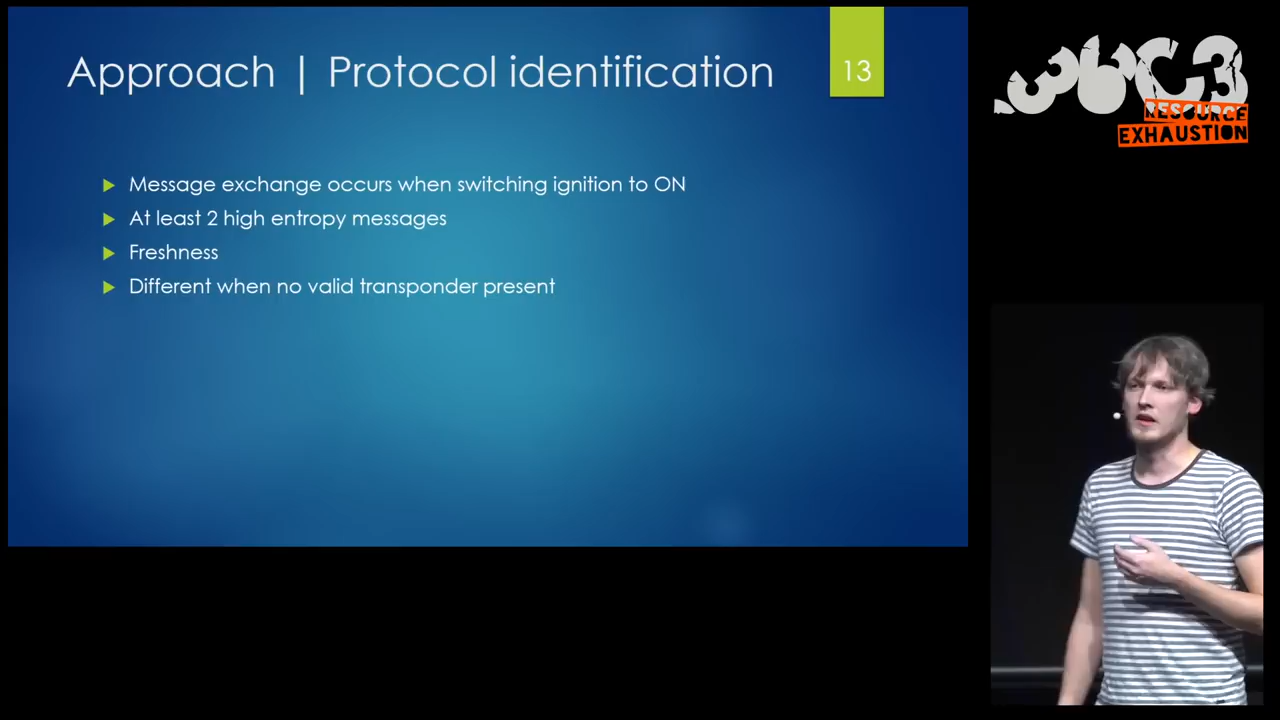 Approach | Protocol identification
13
Message exchange occurs when switching ignition to ON
At least 2 high entropy messages
Freshness
Different when no valid transponder present
36C3
RESOURCE
EXHAUSTION